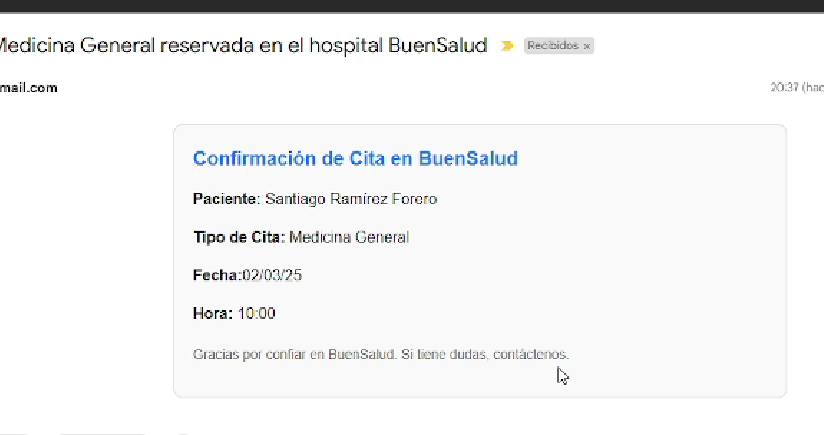 Medicina General reservada en el hospital BuenSalud Recibidos x
mail.com 20:37 (hac
Confirmación de Cita en BuenSalud
Paciente: Santiago Ramírez Forero
Tipo de Cita: Medicina General
Fecha:02/03/25
Hora: 10:00
Gracias por confiar en BuenSalud. Si tiene dudas, contáctenos.